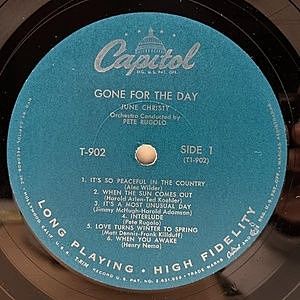 Capitol
REG. U.S. PAT. OFF.
GONE FOR THE DAY
JUNE CHRISTY
Orchestra Conducted by
PETE RUGOLO
T-902
SIDE 1
(T1-902)
1. IT'S SO PEACEFUL IN THE COUNTRY
(Alec Wilder)
2. WHEN THE SUN COMES OUT
(Harold Arlen-Ted Koehler)
3. IT'S A MOST UNUSUAL DAY
(Jimmy McHugh-Harold Adamson)
4. INTERLUDE
(Pete Rugolo)
5. LOVE TURNS WINTER TO SPRING
(Matt Dennis-Frank Killduff)
6. WHEN YOU AWAKE
(Henry Nemo)
LONG PLAYING • HIGH FIDELITY